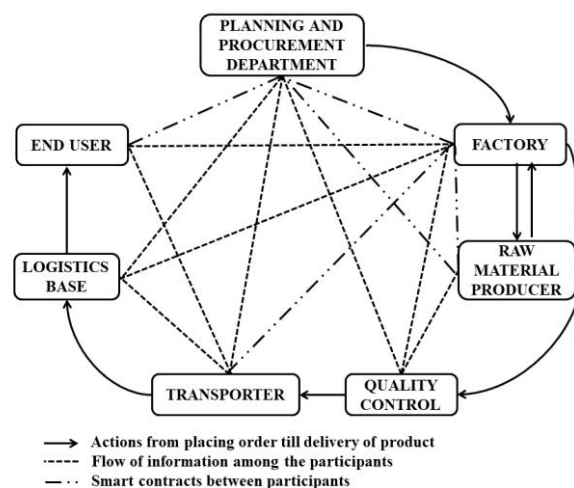 PLANNING AND
PROCUREMENT
DEPARTMENT
END USER
FACTORY
LOGISTICS
BASE
RAW
MATERIAL
PRODUCER
TRANSPORTER
QUALITY
CONTROL
Actions from placing order till delivery of product
Flow of information among the participants
Smart contracts between participants